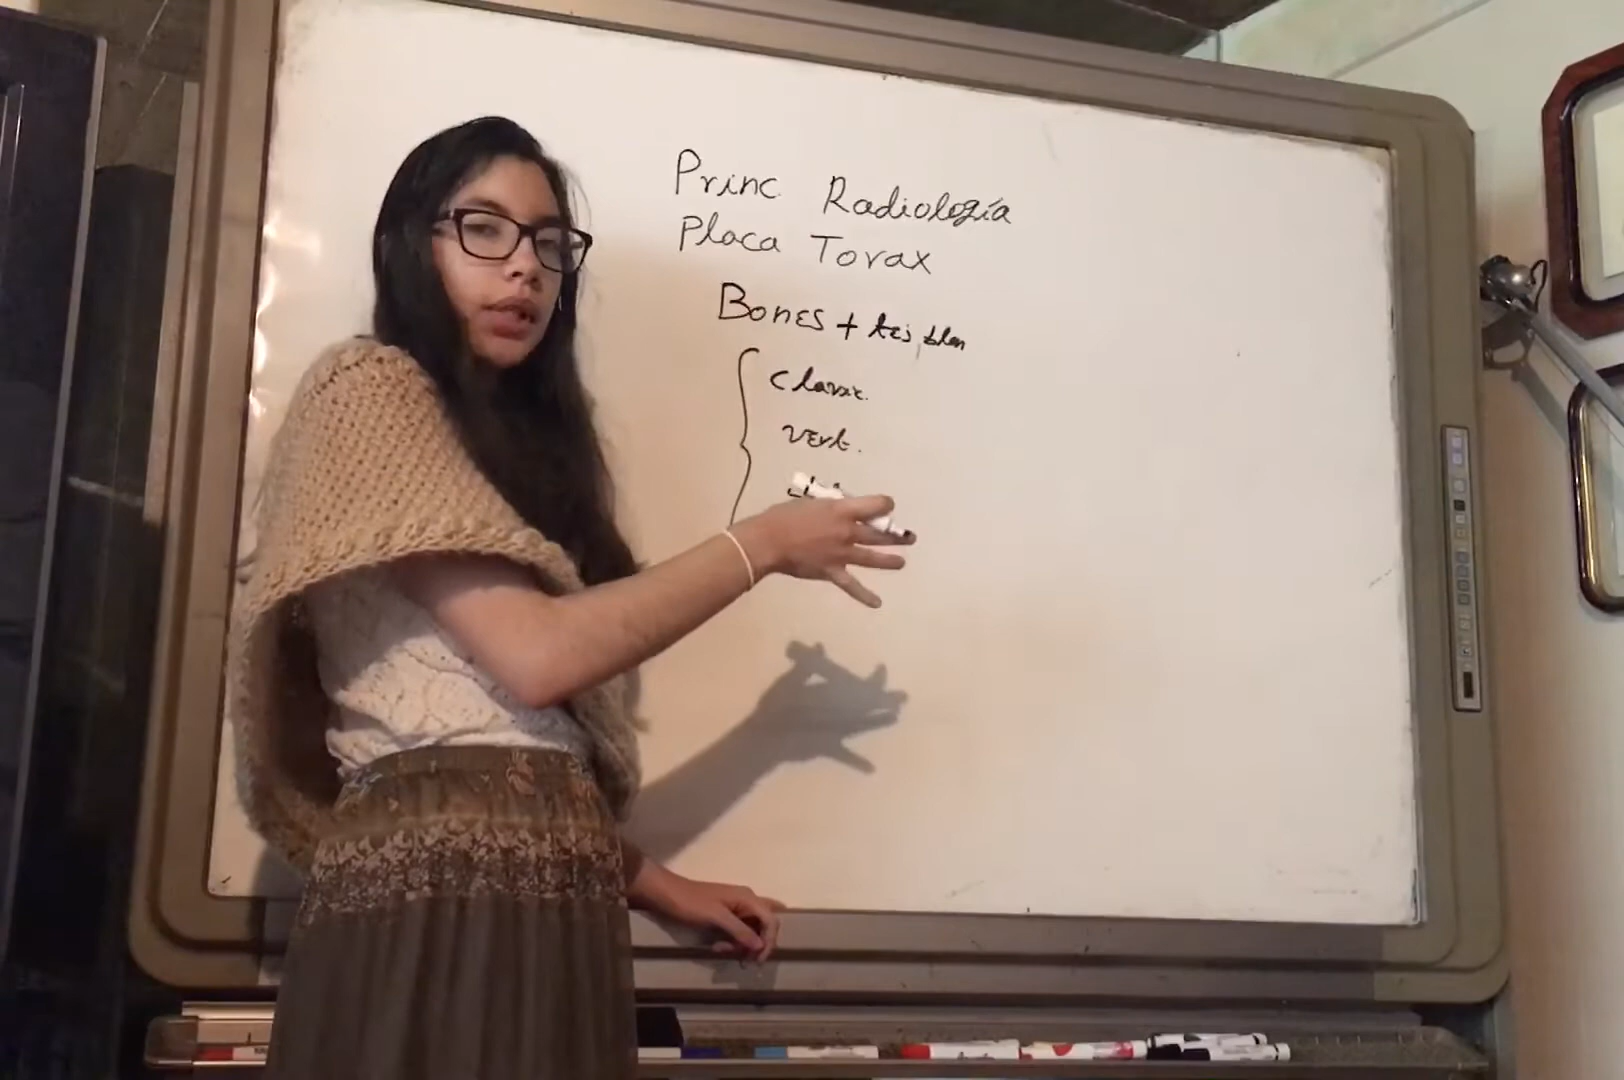 Princ Radiología
Placa Torax
Bones + tej, blan
Clavic.
vert.